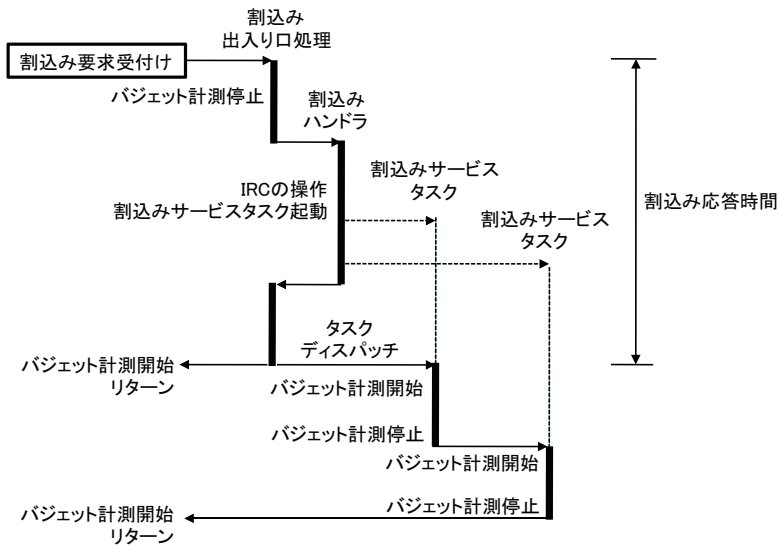 割込み
出入り口処理
割込み要求受付け
バジェット計測停止
割込み
ハンドラ
割込みサービス
タスク
IRCの操作
割込みサービスタスク起動
割込み応答時間
割込みサービス
タスク
タスク
ディスパッチ
バジェット計測開始
リターン
バジェット計測開始
バジェット計測停止
バジェット計測開始
バジェット計測停止
バジェット計測開始
リターン